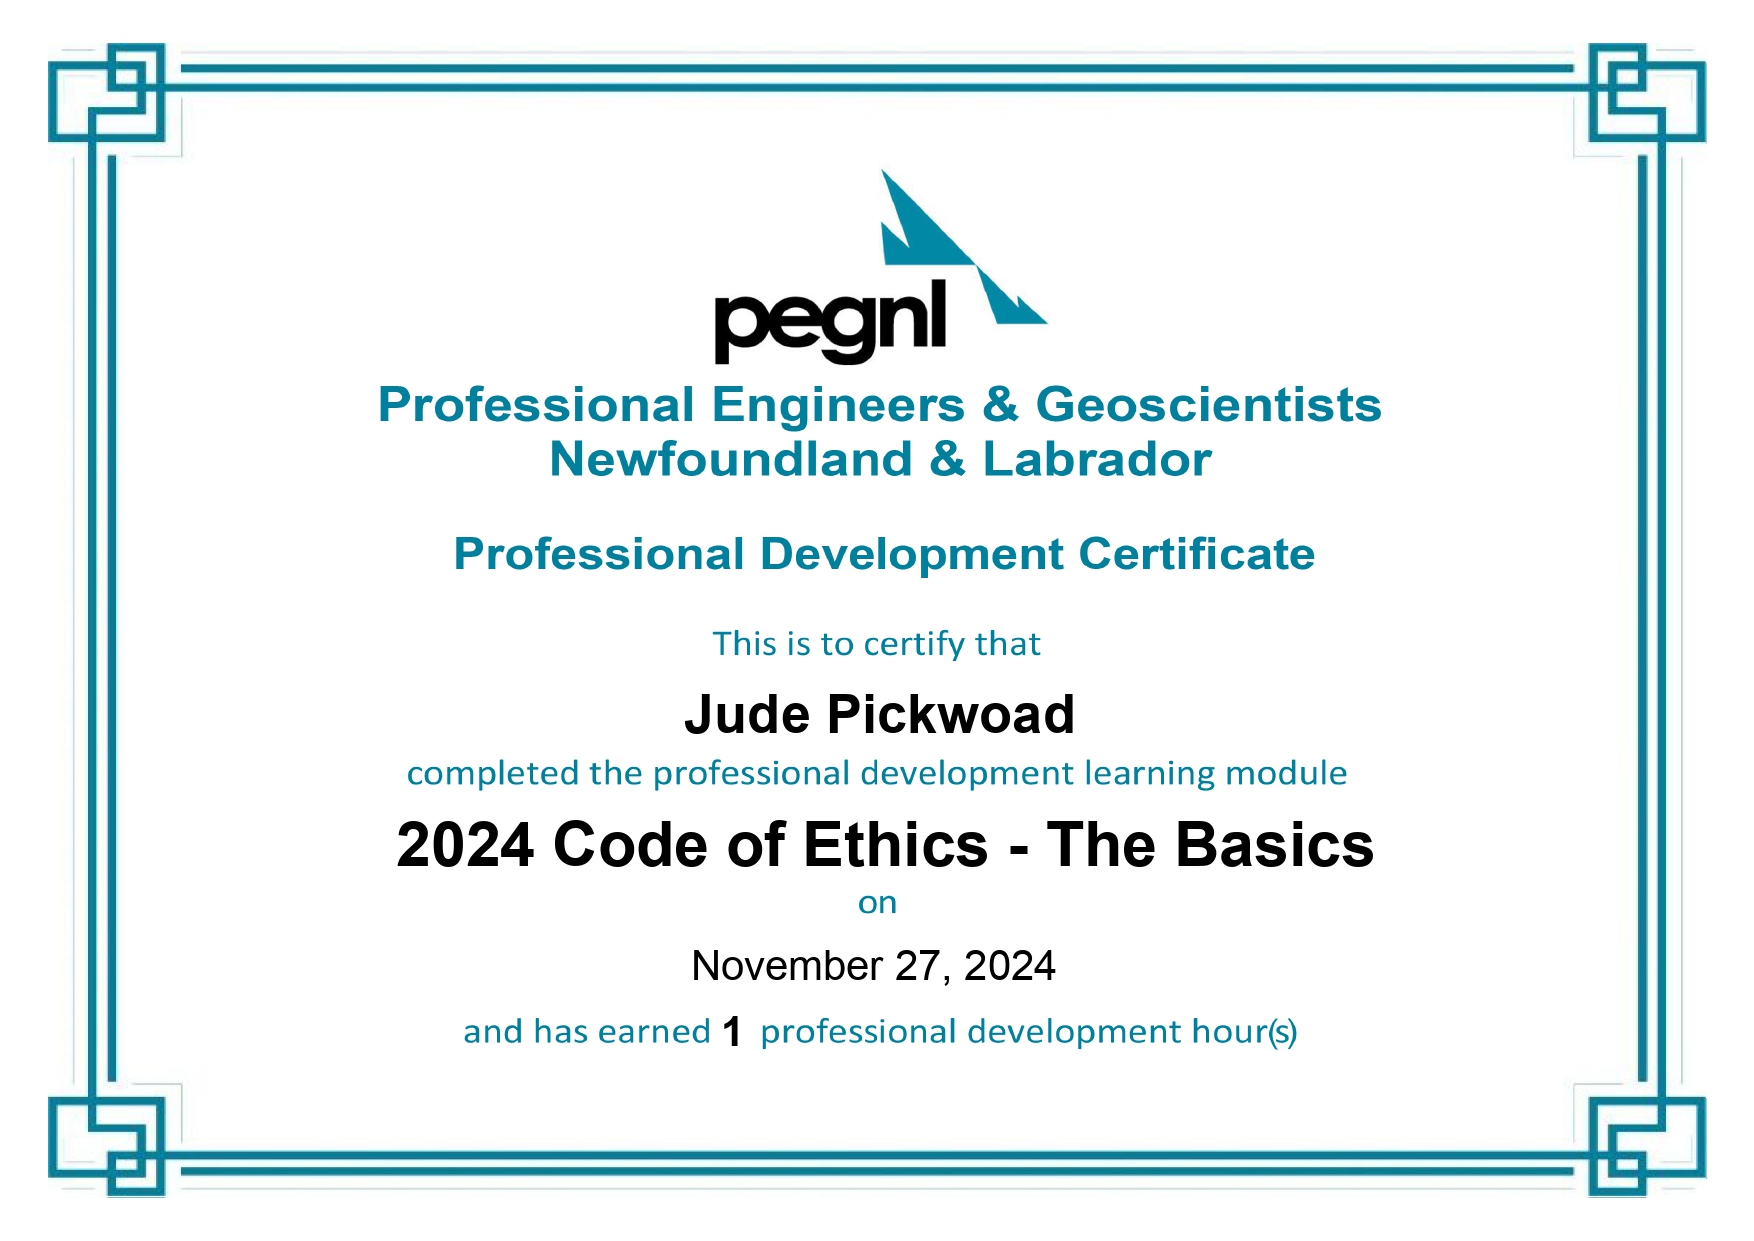 pegnl
Professional Engineers & Geoscientists
Newfoundland & Labrador
Professional Development Certificate
This is to certify that
Jude Pickwoad
completed the professional development learning module
2024 Code of Ethics - The Basics
on
November 27, 2024
and has earned 1 professional development hour(s)